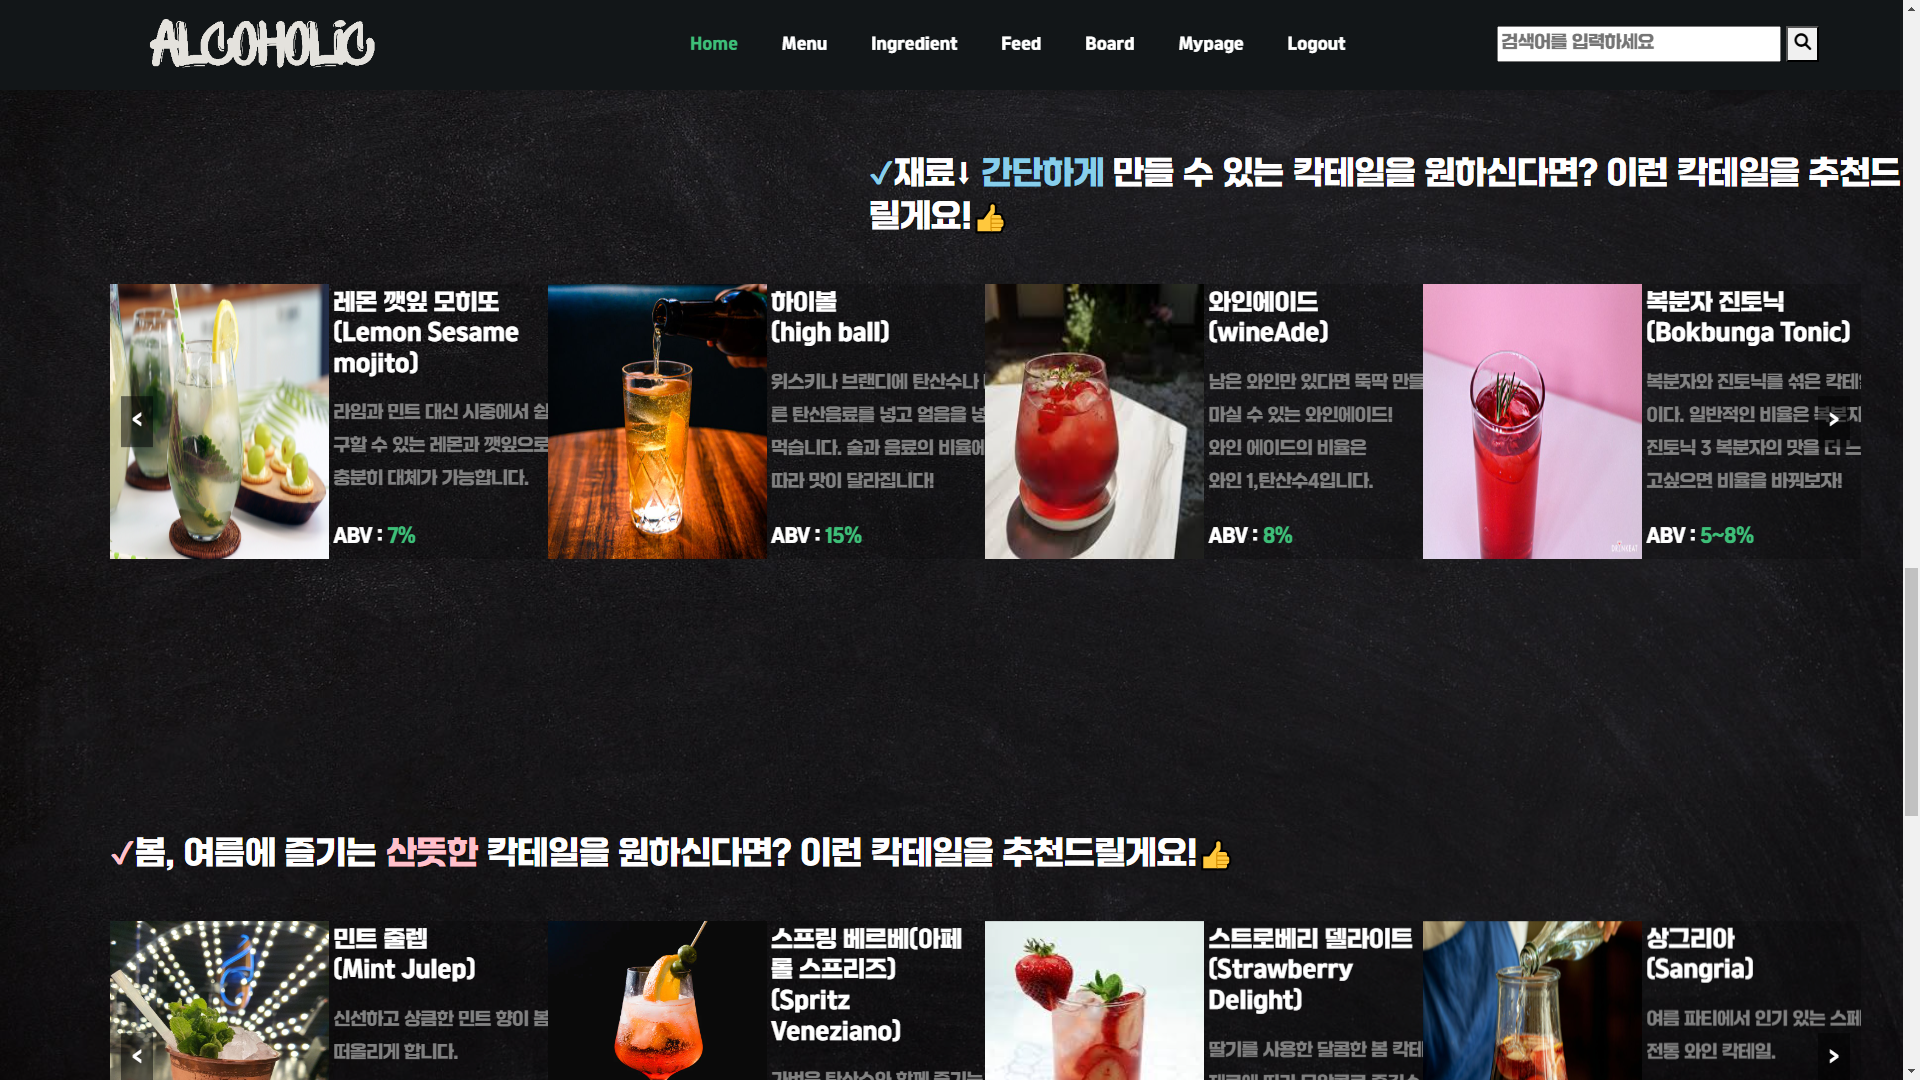 ALCOHOLiC
Home Menu Ingredient Feed Board Mypage Logout
검색어를 입력하세요
✓재료↓ 간단하게 만들 수 있는 칵테일을 원하신다면? 이런 칵테일을 추천드
릴게요!👍
레몬 깻잎 모히또
(Lemon Sesame
mojito)
라임과 민트 대신 시중에서 쉽
구할 수 있는 레몬과 깻잎으로
충분히 대체가 가능합니다.
ABV : 7%
하이볼
(high ball)
위스키나 브랜디에 탄산수나
른 탄산음료를 넣고 얼음을 넣
먹습니다. 술과 음료의 비율에
따라 맛이 달라집니다!
ABV : 15%
와인에이드
(wineAde)
남은 와인만 있다면 뚝딱 만들
마실 수 있는 와인에이드!
와인 에이드의 비율은
와인 1,탄산수4입니다.
ABV : 8%
복분자 진토닉
(Bokbunga Tonic)
복분자와 진토닉를 섞은 칵테일
이다. 일반적인 비율은 복분자
진토닉 3 복분자의 맛을 더 느
고싶으면 비율을 바꿔보자!
ABV : 5~8%
✓봄, 여름에 즐기는 산뜻한 칵테일을 원하신다면? 이런 칵테일을 추천드릴게요!👍
민트 줄렙
(Mint Julep)
신선하고 상큼한 민트 향이 봄
떠올리게 합니다.
스프링 베르베(아페
롤 스프리즈)
(Spritz
Veneziano)
가벼운 탄산수와 함께 즐기는
스트로베리 델라이트
(Strawberry
Delight)
딸기를 사용한 달콤한 봄 칵테
상그리아
(Sangria)
여름 파티에서 인기 있는 스페
전통 와인 칵테일.